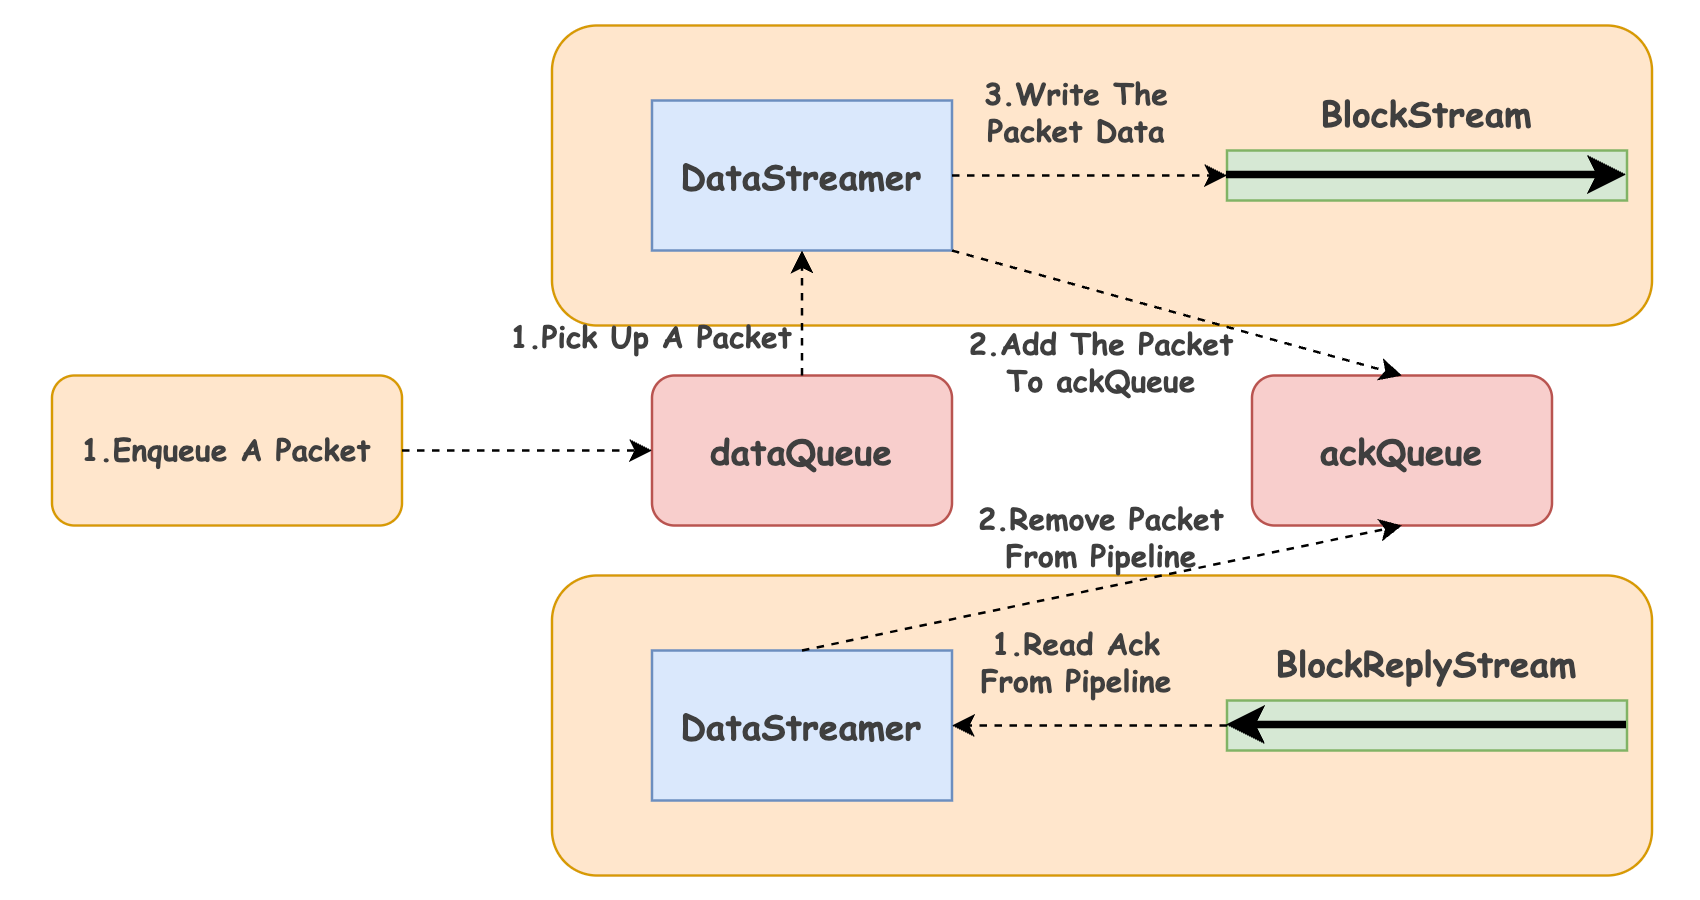 3.Write The
Packet Data
BlockStream
DataStreamer
1.Pick Up A Packet
2.Add The Packet
To ackQueue
1.Enqueue A Packet
dataQueue
ackQueue
2.Remove Packet
From Pipeline
1.Read Ack
From Pipeline
BlockReplyStream
DataStreamer